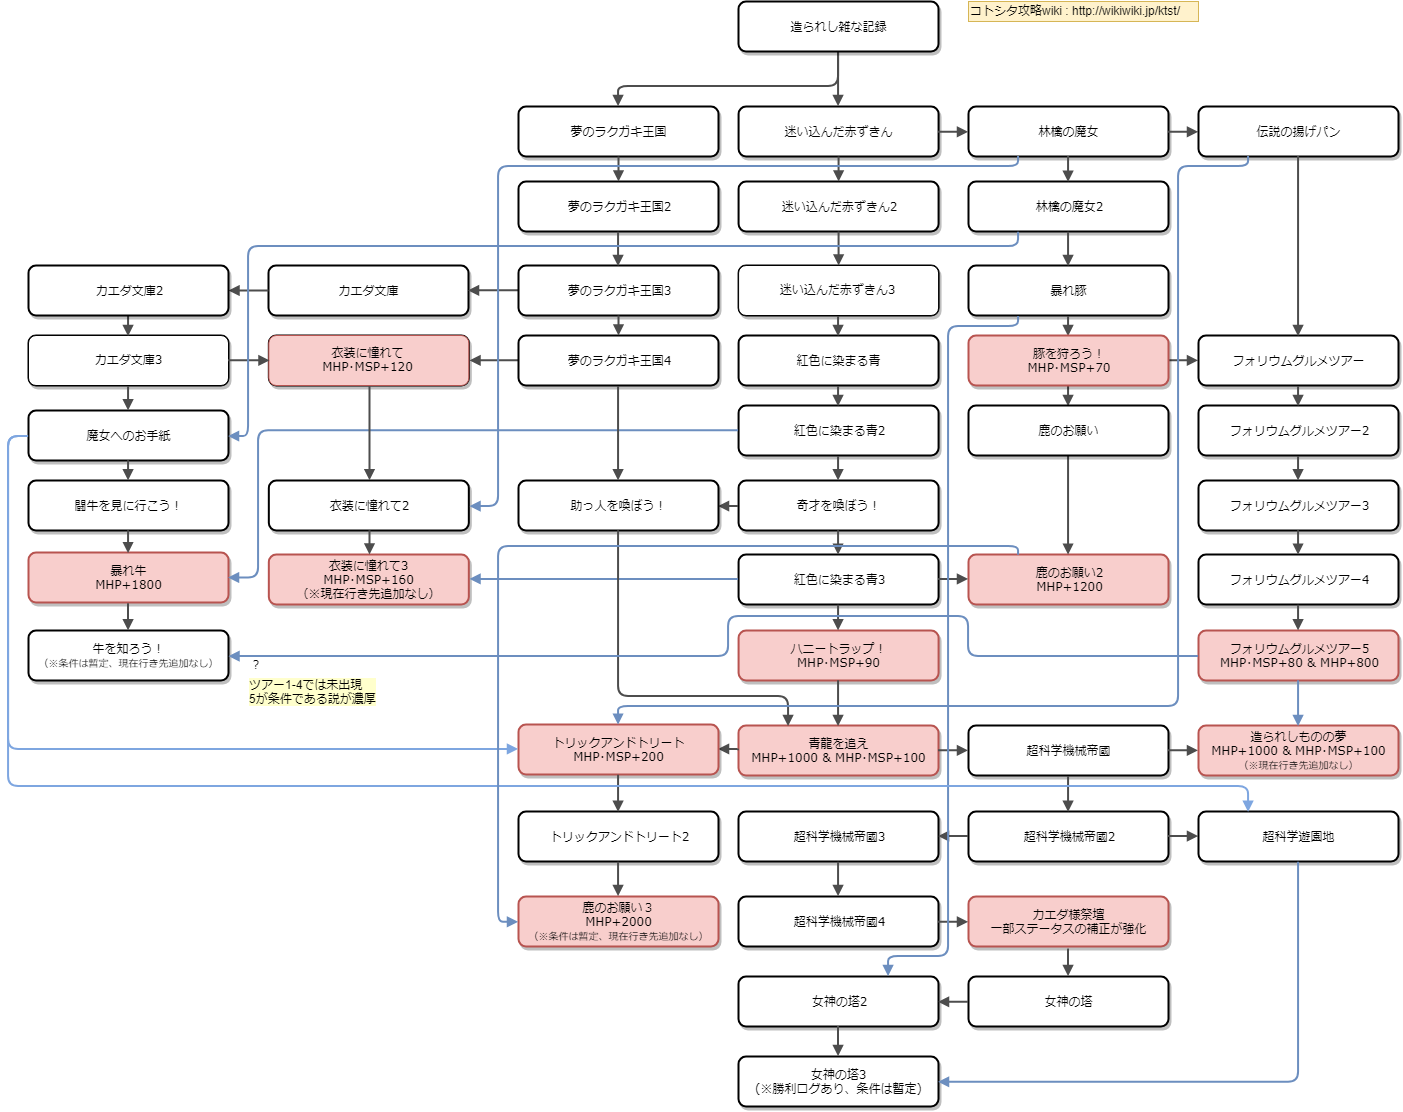 造られし雑な記録
コトシタ攻略wiki : http://wikiwiki.jp/ktst/
夢のラクガキ王国
迷い込んだ赤ずきん
林檎の魔女
伝説の揚げパン
夢のラクガキ王国2
迷い込んだ赤ずきん2
林檎の魔女2
カエダ文庫2
カエダ文庫
夢のラクガキ王国3
迷い込んだ赤ずきん3
暴れ豚
カエダ文庫3
衣装に憧れて
MHP･MSP+120
夢のラクガキ王国4
紅色に染まる青
豚を狩ろう！
MHP･MSP+70
フォリウムグルメツアー
魔女へのお手紙
紅色に染まる青2
鹿のお願い
フォリウムグルメツアー2
闘牛を見に行こう！
衣装に憧れて2
助っ人を喚ぼう！
奇才を喚ぼう！
フォリウムグルメツアー3
暴れ牛
MHP+1800
衣装に憧れて3
MHP･MSP+160
（※現在行き先追加なし）
紅色に染まる青3
鹿のお願い2
MHP+1200
フォリウムグルメツアー4
牛を知ろう！
（※条件は暫定、現在行き先追加なし）
?
ツアー1-4では未出現
5が条件である説が濃厚
ハニートラップ！
MHP･MSP+90
フォリウムグルメツアー5
MHP･MSP+80 & MHP+800
トリックアンドトリート
MHP･MSP+200
青龍を追え
MHP+1000 & MHP･MSP+100
超科学機械帝國
造られしものの夢
MHP+1000 & MHP･MSP+100
（※現在行き先追加なし）
トリックアンドトリート2
超科学機械帝國3
超科学機械帝國2
超科学遊園地
鹿のお願い３
MHP+2000
（※条件は暫定、現在行き先追加なし）
超科学機械帝國4
カエダ様祭壇
一部ステータスの補正が強化
女神の塔2
女神の塔
女神の塔3
（※勝利ログあり、条件は暫定）